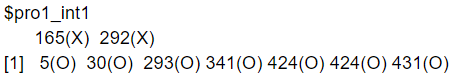 $pro1_int1
165(X) 292(X)
[1] 5(O) 30(O) 293(O) 341(O) 424(O) 424(O) 431(O)